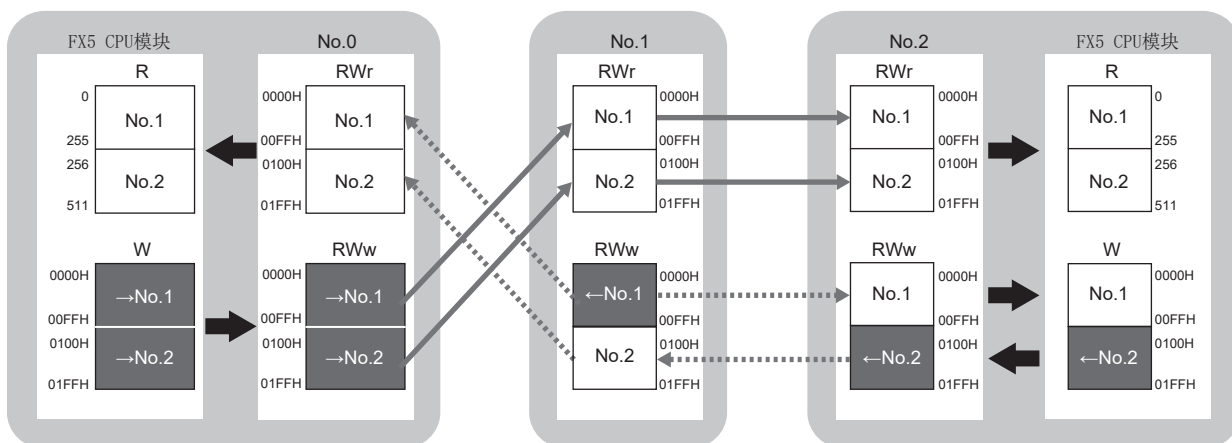 FX5 CPU模块 No.0 No.1 No.2 FX5 CPU模块
R RWr RWr RWr R
0 0000H 0000H 0000H 0
No.1 No.1 No.1 No.1 No.1
255 00FFH 00FFH 00FFH 255
256 0100H 0100H 0100H 256
No.2 No.2 No.2 No.2 No.2
511 01FFH 01FFH 01FFH 511
W RWw RWw RWw W
0000H 0000H 0000H 0000H 0000H
→No.1 →No.1 ←No.1 No.1 No.1
00FFH 00FFH 00FFH 00FFH 00FFH
0100H 0100H 0100H 0100H 0100H
→No.2 →No.2 No.2 ←No.2 ←No.2
01FFH 01FFH 01FFH 01FFH 01FFH